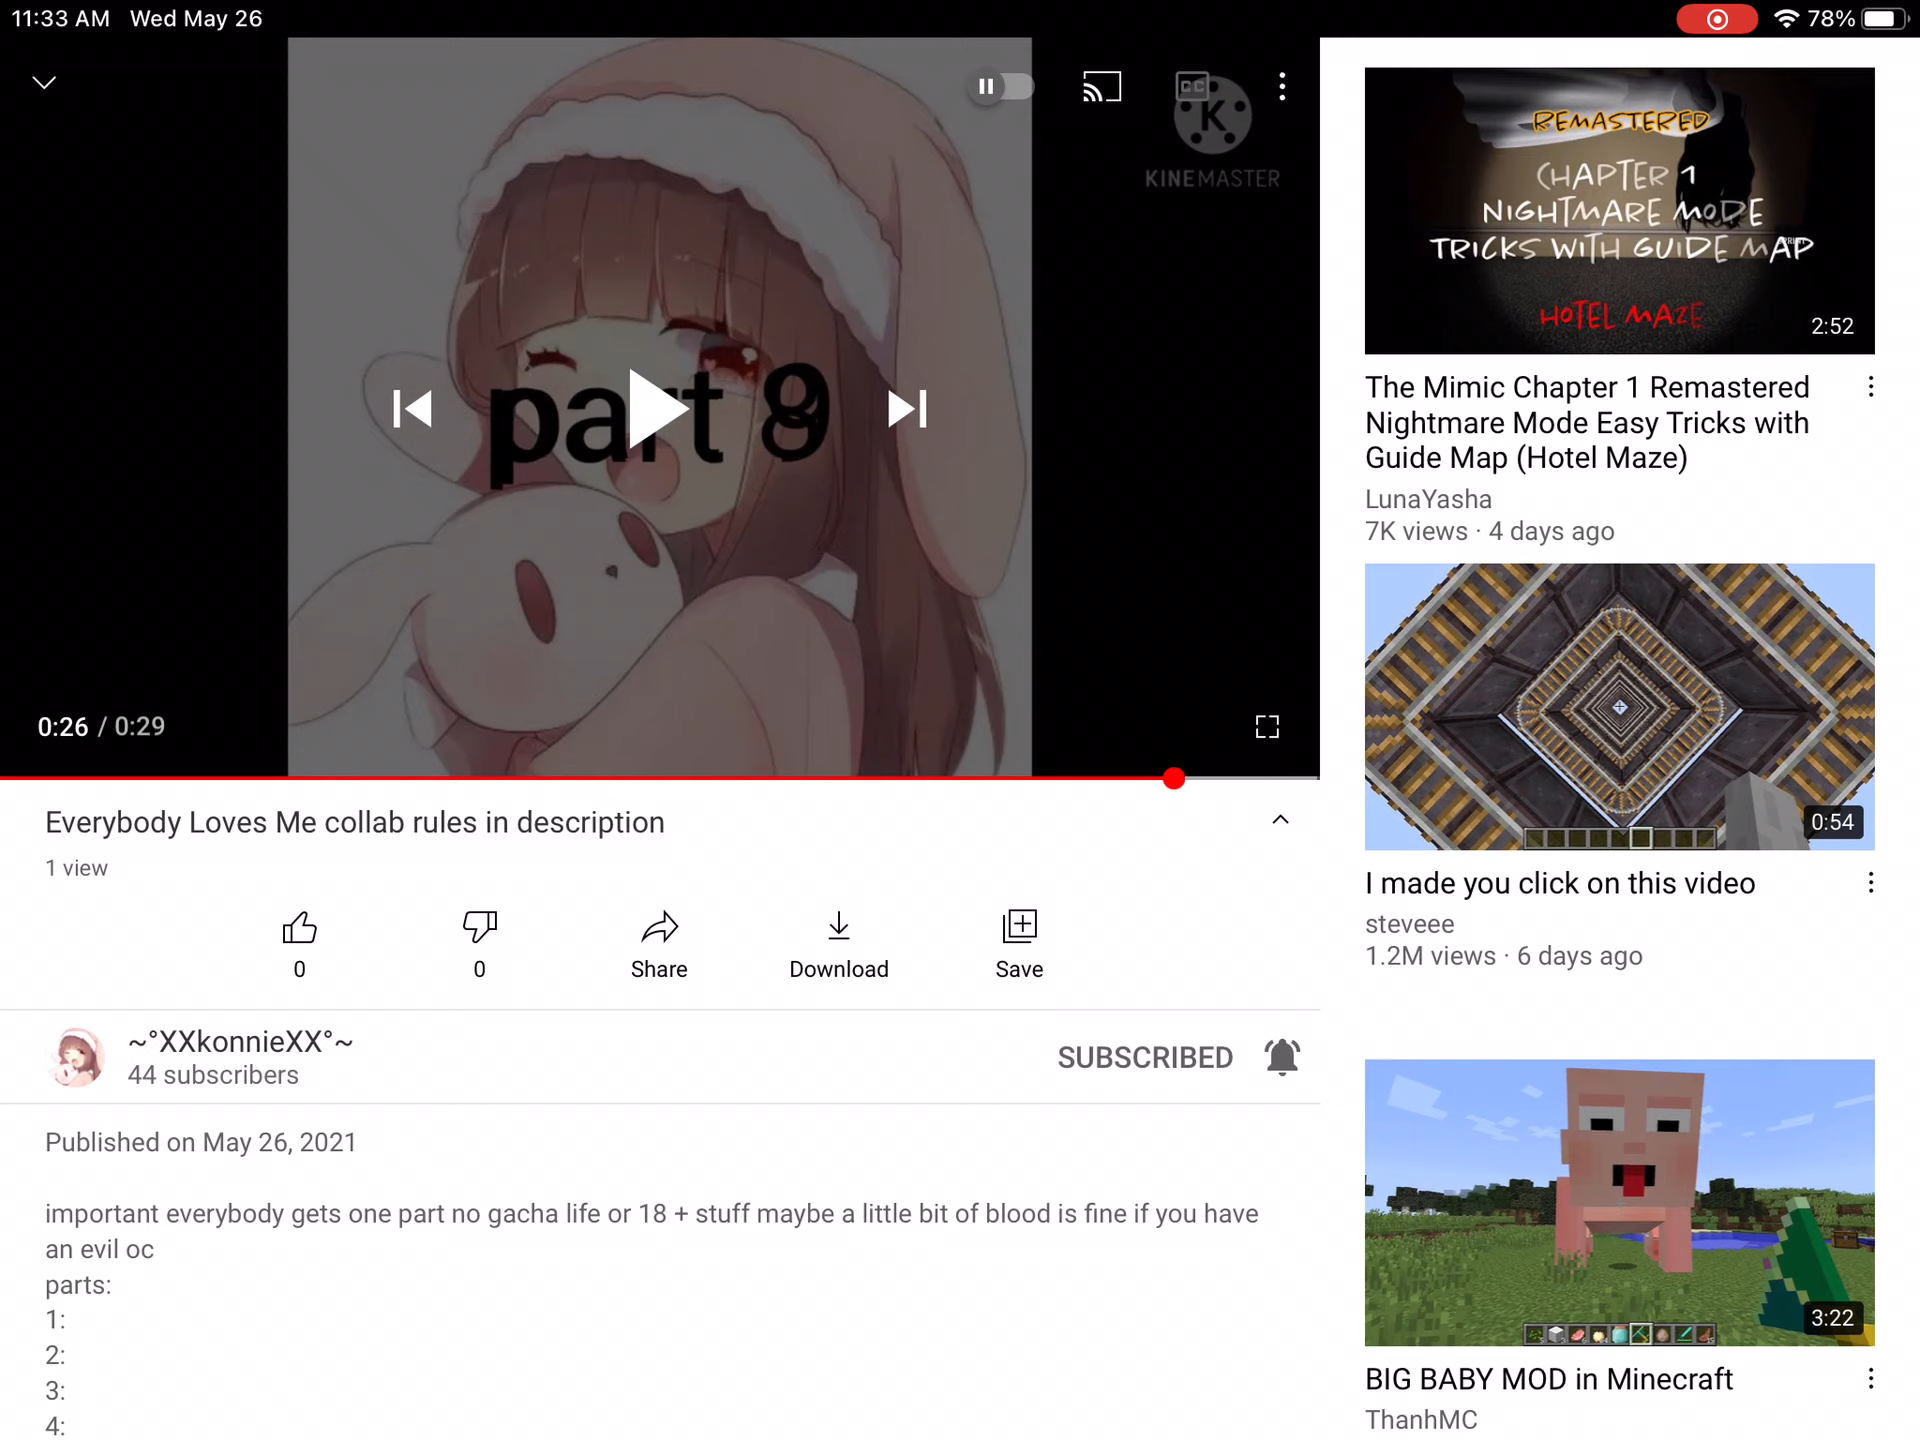 11:33 AM Wed May 26
78%
CC
K
KINEMASTER
part 9
0:26 / 0:29
Everybody Loves Me collab rules in description
1 view
0
0
Share
Download
Save
~°XXkonnieXX°~
44 subscribers
SUBSCRIBED
Published on May 26, 2021
important everybody gets one part no gacha life or 18 + stuff maybe a little bit of blood is fine if you have
an evil oc
parts:
1:
2:
3:
4:
REMASTERED
CHAPTER 1
NIGHTMARE MODE
TRICKS WITH GUIDE MAP
HOTEL MAZE
2:52
The Mimic Chapter 1 Remastered
Nightmare Mode Easy Tricks with
Guide Map (Hotel Maze)
LunaYasha
7K views · 4 days ago
0:54
I made you click on this video
steveee
1.2M views · 6 days ago
3:22
BIG BABY MOD in Minecraft
ThanhMC